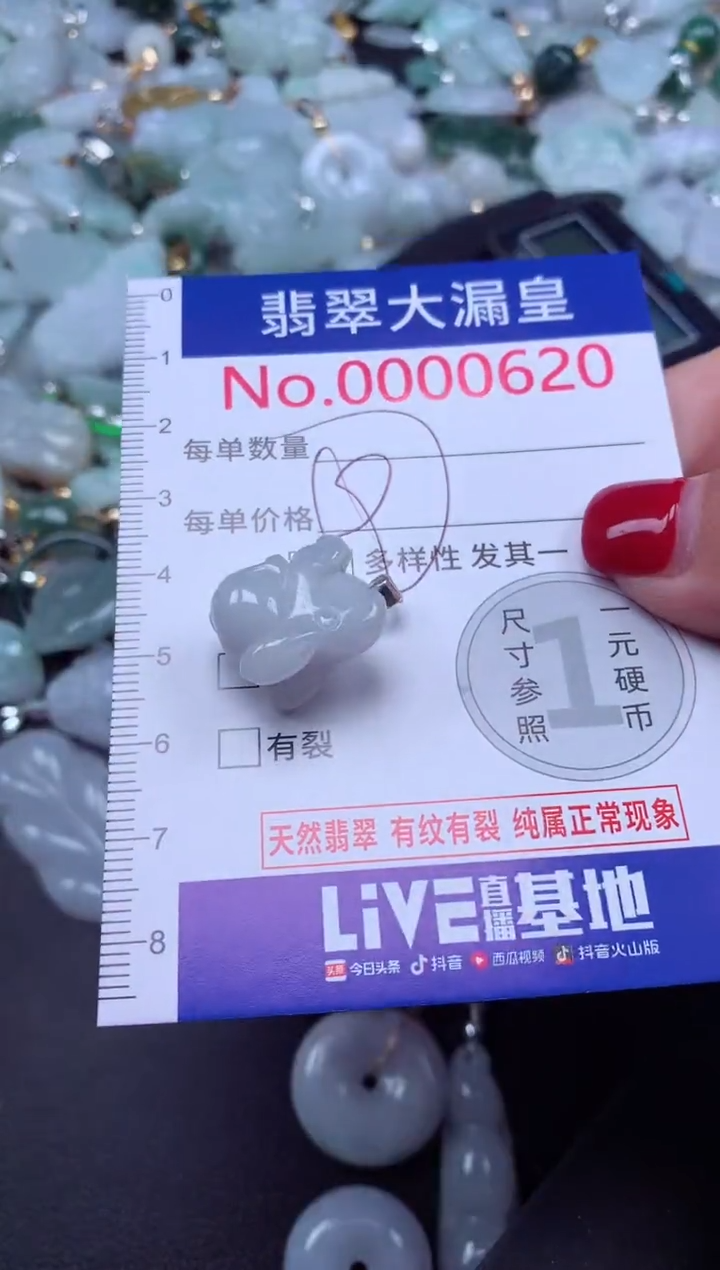 翡翠大漏皇
No.0000620
每单数量
每单价格
多样性 发其一
有裂
尺寸参照
一元硬币
1
天然翡翠 有纹有裂 纯属正常现象
LiVE直播基地
头条 今日头条 抖音 西瓜视频 抖音火山版
0
1
2
3
4
5
6
7
8